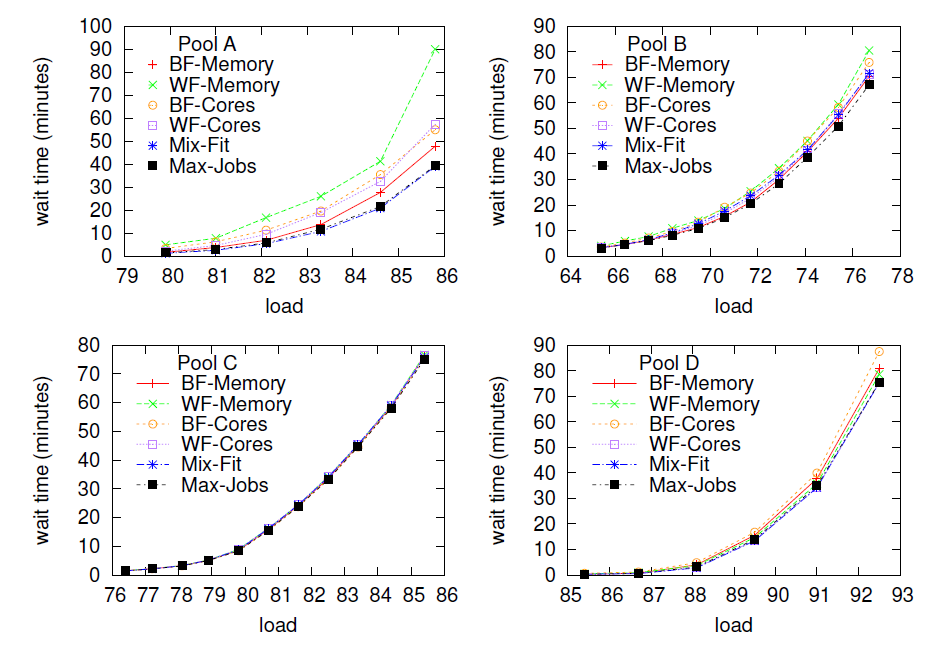 Pool A
BF-Memory
WF-Memory
BF-Cores
WF-Cores
Mix-Fit
Max-Jobs
100
90
80
70
60
50
40
30
20
10
0
wait time (minutes)
79 80 81 82 83 84 85 86
load
Pool B
BF-Memory
WF-Memory
BF-Cores
WF-Cores
Mix-Fit
Max-Jobs
90
80
70
60
50
40
30
20
10
0
wait time (minutes)
64 66 68 70 72 74 76 78
load
Pool C
BF-Memory
WF-Memory
BF-Cores
WF-Cores
Mix-Fit
Max-Jobs
80
70
60
50
40
30
20
10
0
wait time (minutes)
76 77 78 79 80 81 82 83 84 85 86
load
Pool D
BF-Memory
WF-Memory
BF-Cores
WF-Cores
Mix-Fit
Max-Jobs
90
80
70
60
50
40
30
20
10
0
wait time (minutes)
85 86 87 88 89 90 91 92 93
load